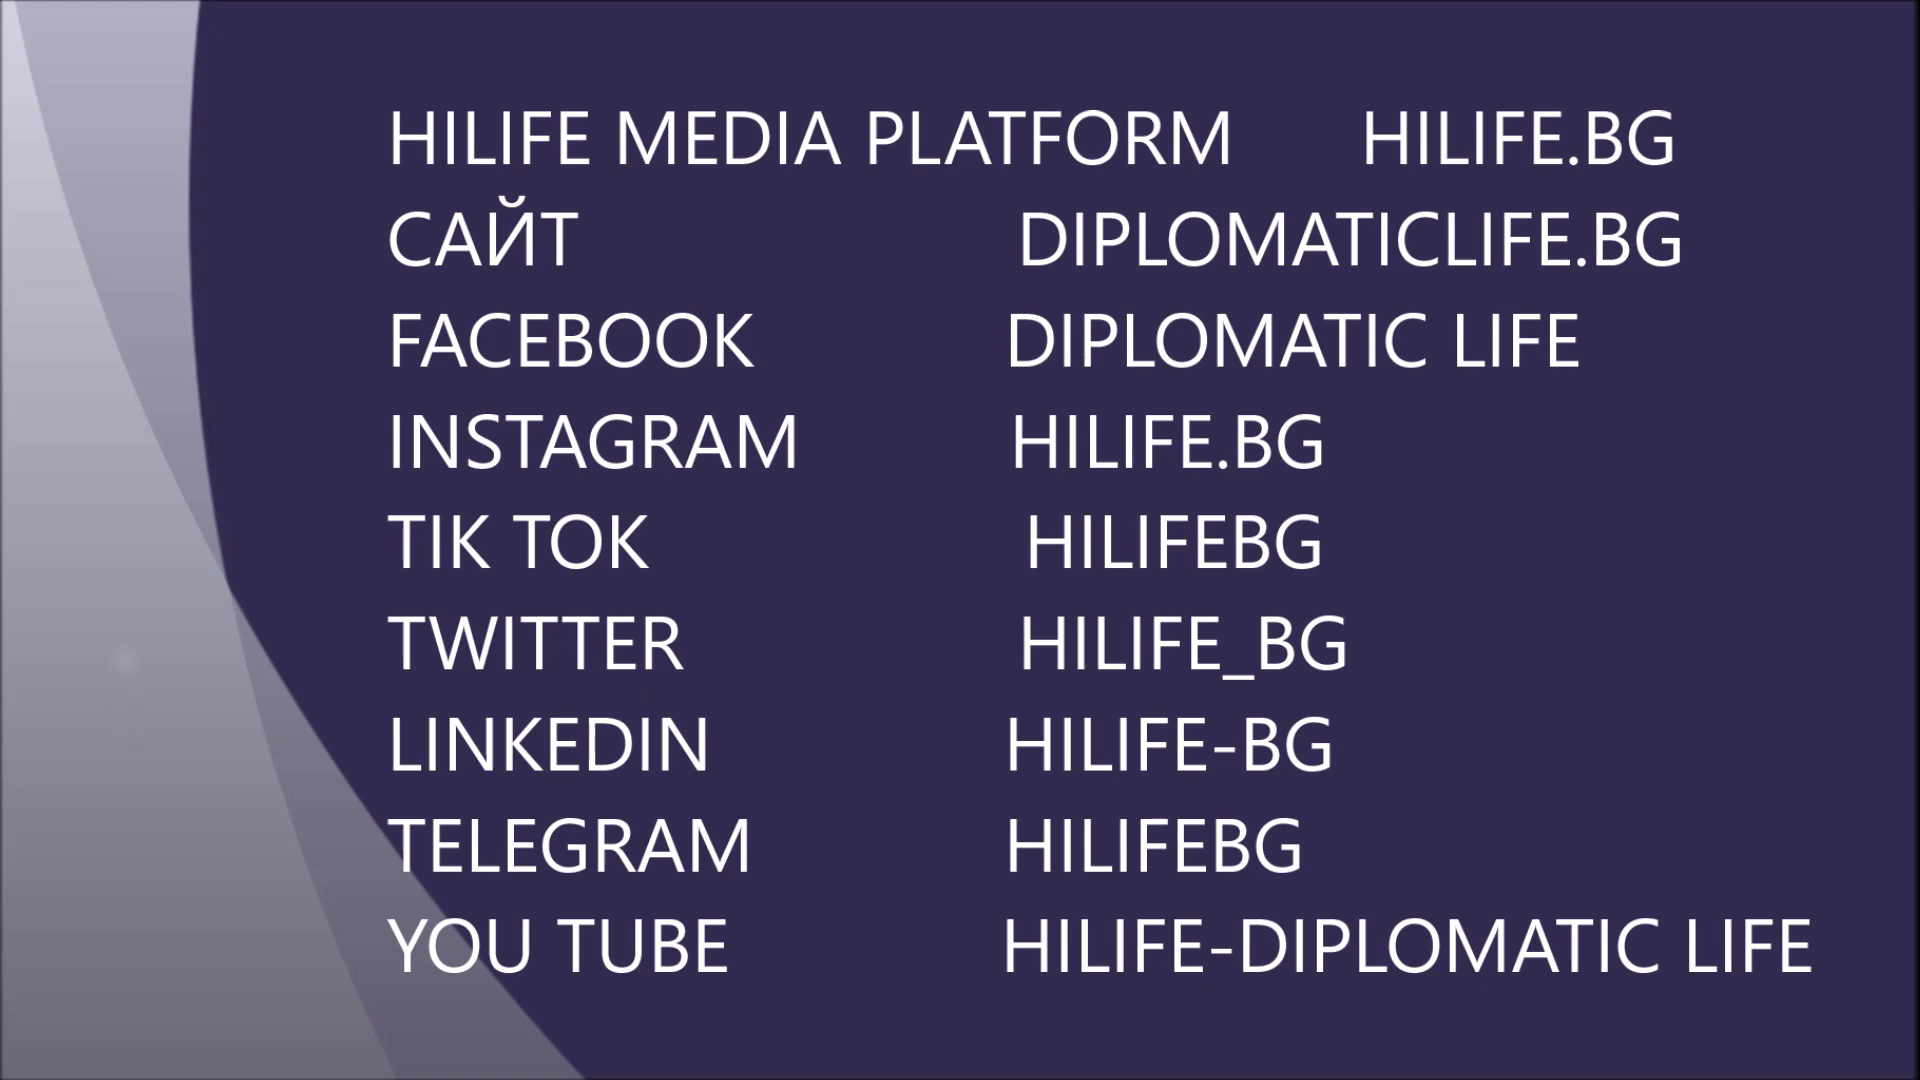 HILIFE MEDIA PLATFORM HILIFE.BG
САЙТ DIPLOMATICLIFE.BG
FACEBOOK DIPLOMATIC LIFE
INSTAGRAM HILIFE.BG
TIK TOK HILIFEBG
TWITTER HILIFE_BG
LINKEDIN HILIFE-BG
TELEGRAM HILIFEBG
YOU TUBE HILIFE-DIPLOMATIC LIFE